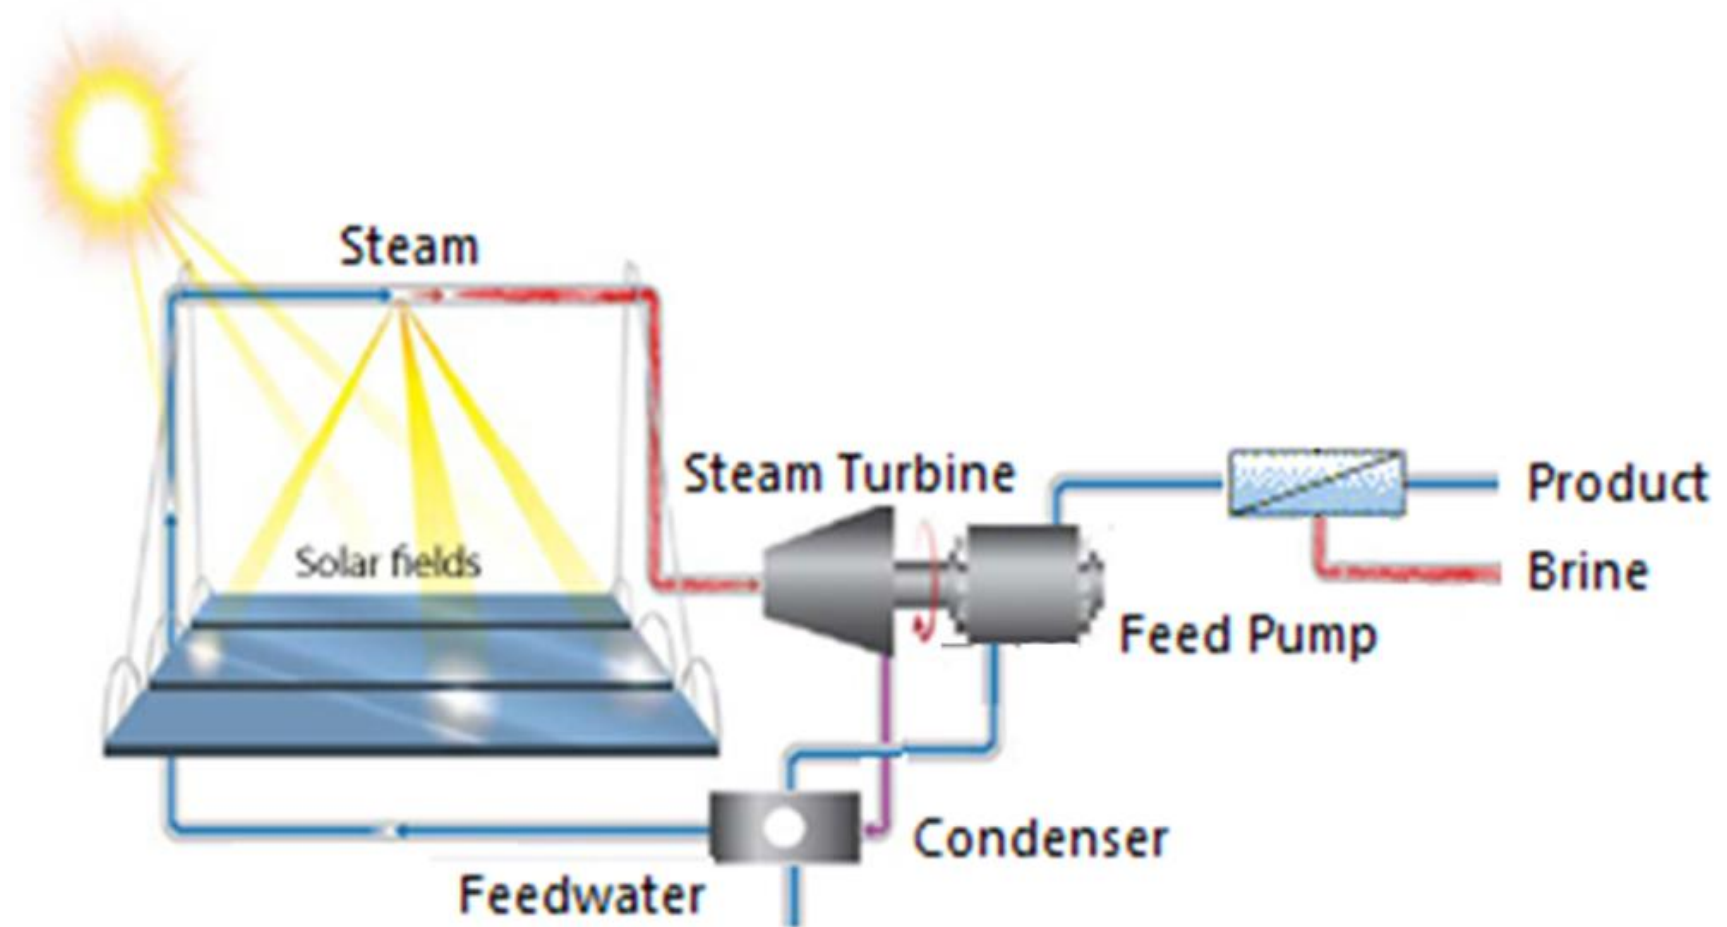 Steam
Solar fields
Steam Turbine
Product
Brine
Feed Pump
Condenser
Feedwater